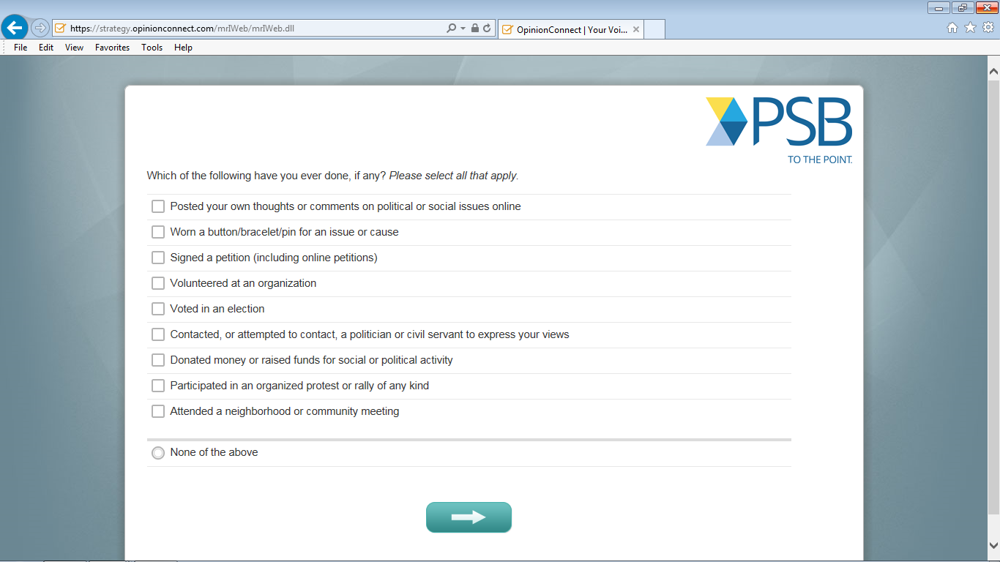 https://strategy.opinionconnect.com/mrIWeb/mrIWeb.dll
OpinionConnect | Your Voi...
File Edit View Favorites Tools Help
PSB
TO THE POINT.
Which of the following have you ever done, if any? Please select all that apply.
Posted your own thoughts or comments on political or social issues online
Worn a button/bracelet/pin for an issue or cause
Signed a petition (including online petitions)
Volunteered at an organization
Voted in an election
Contacted, or attempted to contact, a politician or civil servant to express your views
Donated money or raised funds for social or political activity
Participated in an organized protest or rally of any kind
Attended a neighborhood or community meeting
None of the above